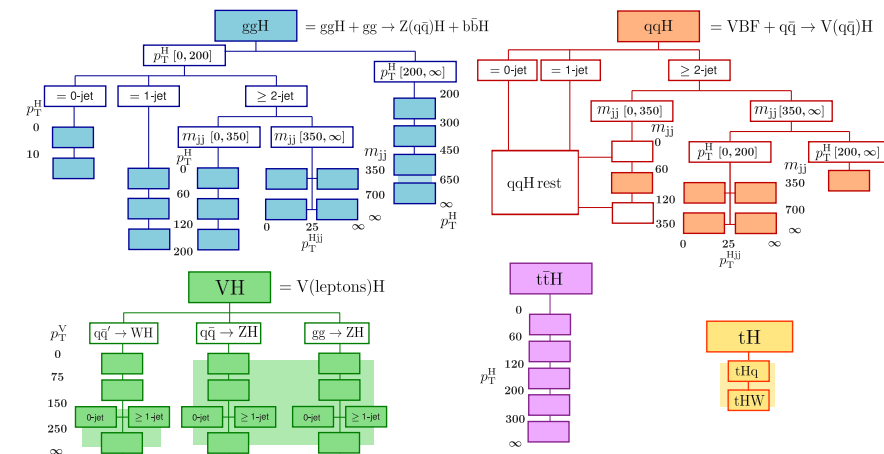 ggH = ggH + gg → Z(qq̄)H + bb̄H
p_T^H [0, 200]
p_T^H [200, ∞]
= 0-jet
= 1-jet
≥ 2-jet
p_T^H
0
10
m_jj [0, 350]
m_jj [350, ∞]
p_T^H
0
60
120
200
m_jj
350
700
∞
0 25 ∞
p_T^Hjj
200
300
450
650
∞
p_T^H
qqH = VBF + qq̄ → V(qq̄)H
= 0-jet
= 1-jet
≥ 2-jet
m_jj [0, 350]
m_jj [350, ∞]
m_jj
0
60
120
350
qqH rest
p_T^H [0, 200]
p_T^H [200, ∞]
m_jj
350
700
∞
0 25 ∞
p_T^Hjj
VH = V(leptons)H
p_T^V
qq̄′ → WH
qq̄ → ZH
gg → ZH
0
75
150
250
∞
0-jet ≥ 1-jet
0-jet ≥ 1-jet
0-jet ≥ 1-jet
tt̄H
p_T^H
0
60
120
200
300
∞
tH
tHq
tHW